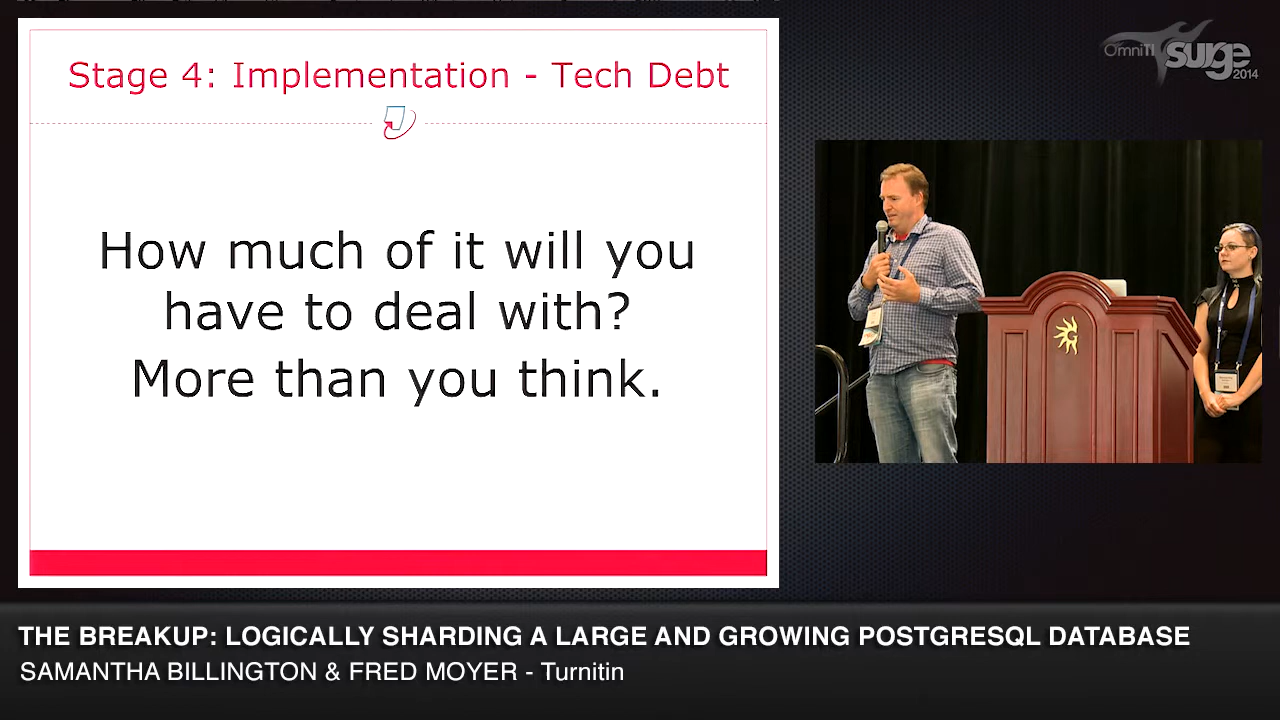 Stage 4: Implementation - Tech Debt
How much of it will you
have to deal with?
More than you think.
OmniTI
surge
2014
THE BREAKUP: LOGICALLY SHARDING A LARGE AND GROWING POSTGRESQL DATABASE
SAMANTHA BILLINGTON & FRED MOYER - Turnitin